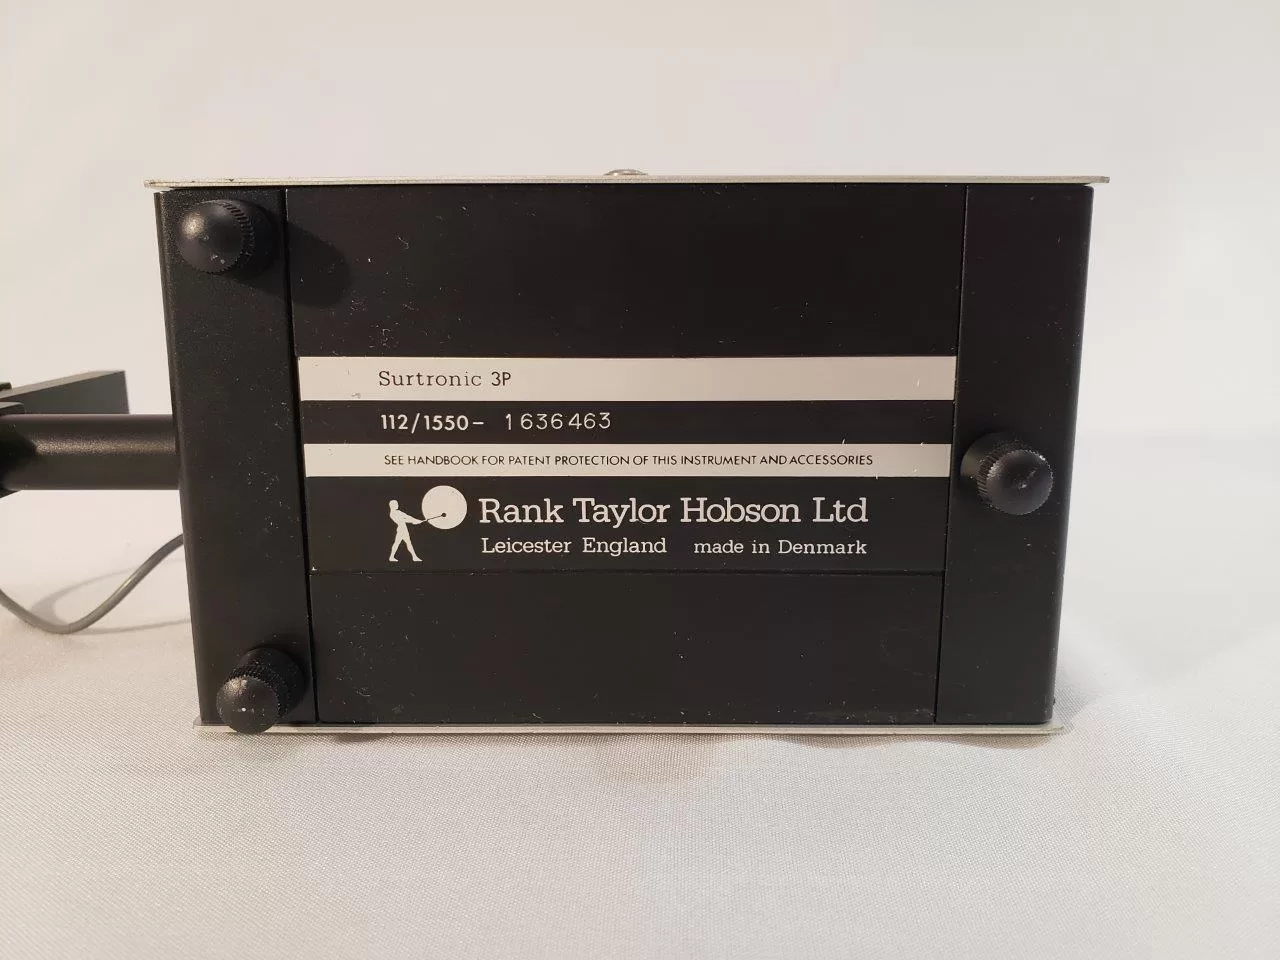 Surtronic 3P
112/1550- 1636463
SEE HANDBOOK FOR PATENT PROTECTION OF THIS INSTRUMENT AND ACCESSORIES
Rank Taylor Hobson Ltd
Leicester England made in Denmark